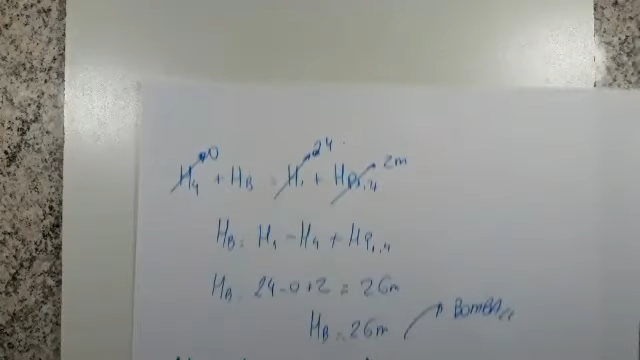 0 24 2m
H4 + HB = H1 + HP1,4
HB = H1 - H4 + HP1,4
HB = 24 - 0 + 2 = 26m
HB = 26m Bomba